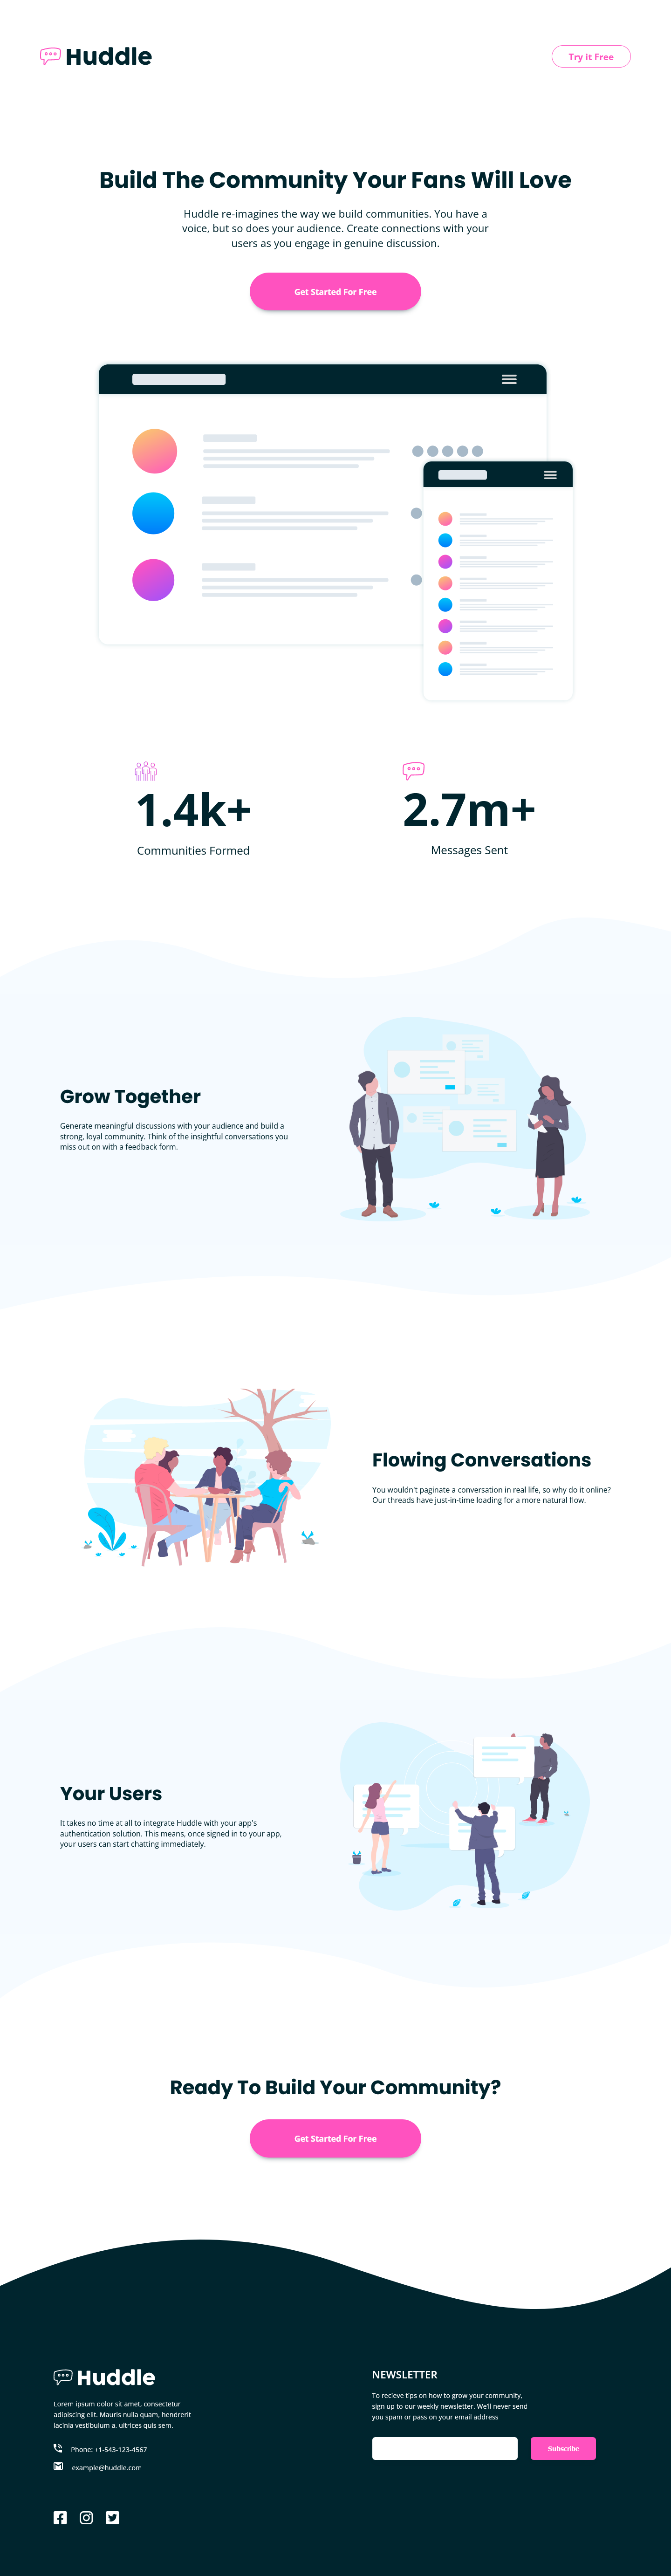 Huddle
Try it Free
Build The Community Your Fans Will Love
Huddle re-imagines the way we build communities. You have a
voice, but so does your audience. Create connections with your
users as you engage in genuine discussion.
Get Started For Free
1.4k+
Communities Formed
2.7m+
Messages Sent
Grow Together
Generate meaningful discussions with your audience and build a
strong, loyal community. Think of the insightful conversations you
miss out on with a feedback form.
Flowing Conversations
You wouldn't paginate a conversation in real life, so why do it online?
Our threads have just-in-time loading for a more natural flow.
Your Users
It takes no time at all to integrate Huddle with your app's
authentication solution. This means, once signed in to your app,
your users can start chatting immediately.
Ready To Build Your Community?
Get Started For Free
Huddle
Lorem ipsum dolor sit amet, consectetur
adipiscing elit. Mauris nulla quam, hendrerit
lacinia vestibulum a, ultrices quis sem.
Phone: +1-543-123-4567
example@huddle.com
NEWSLETTER
To recieve tips on how to grow your community,
sign up to our weekly newsletter. We'll never send
you spam or pass on your email address
Subscribe